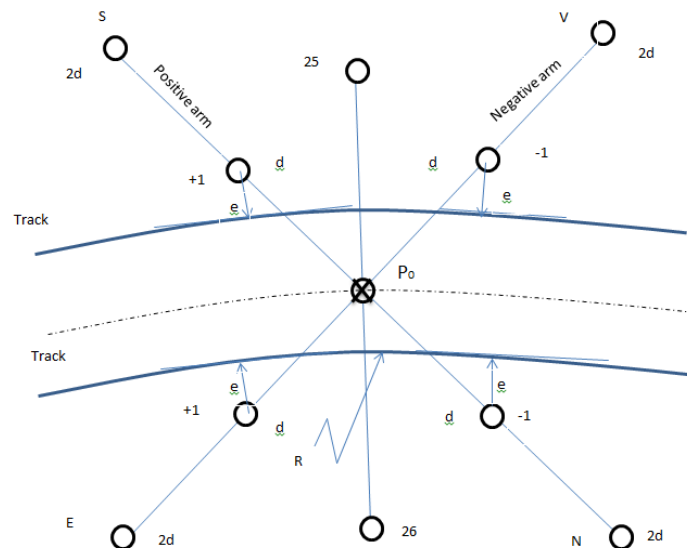 S
V
2d
25
2d
Positive arm
Negative arm
+1
d
d
-1
e
e
Track
P0
Track
e
e
+1
d
d
-1
R
E
2d
26
N
2d